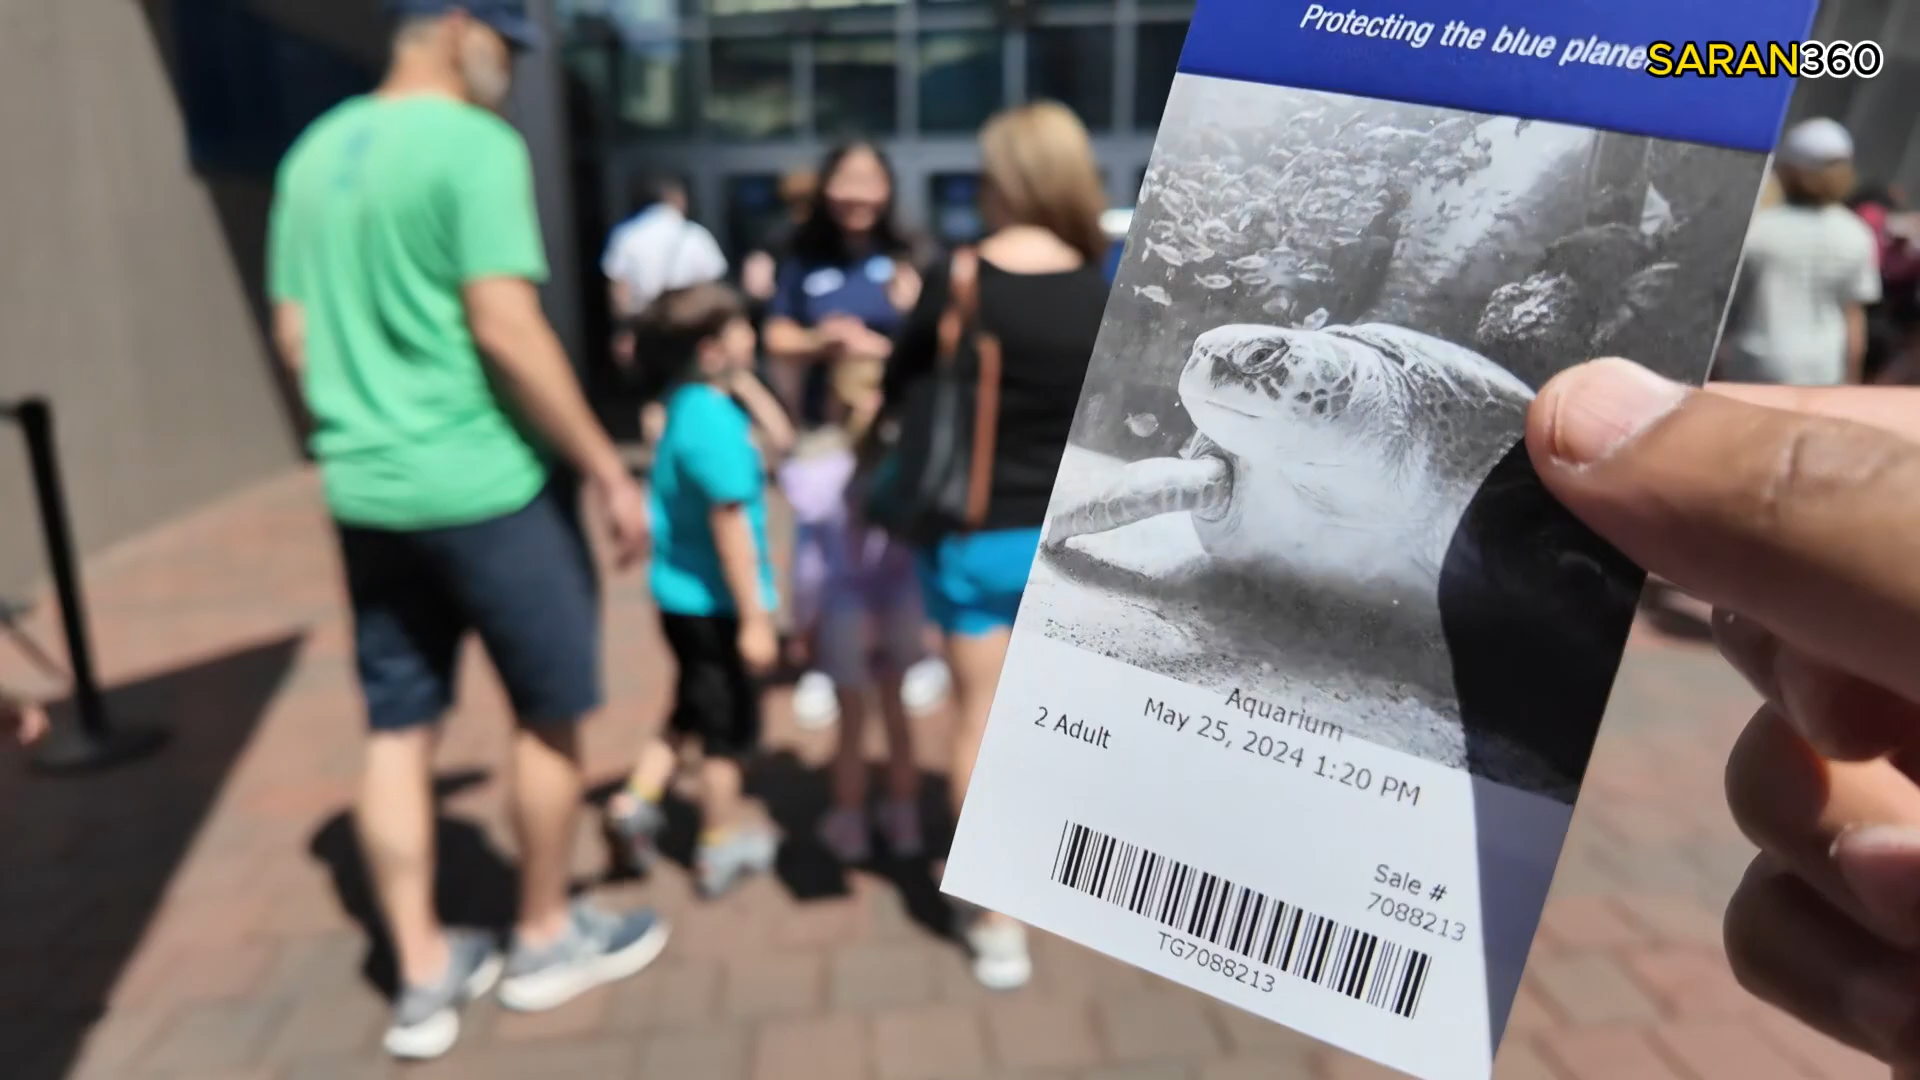 Protecting the blue plane
SARAN360
Aquarium
May 25, 2024 1:20 PM
2 Adult
Sale #
7088213
TG7088213